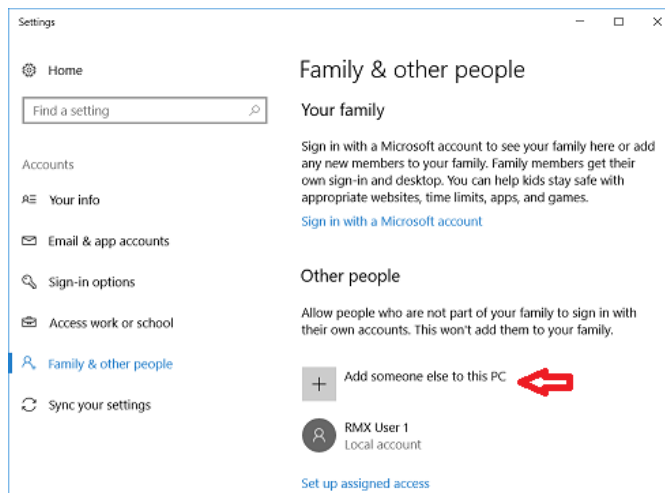 Settings
Home
Find a setting
Accounts
Your info
Email & app accounts
Sign-in options
Access work or school
Family & other people
Sync your settings
Family & other people
Your family
Sign in with a Microsoft account to see your family here or add
any new members to your family. Family members get their
own sign-in and desktop. You can help kids stay safe with
appropriate websites, time limits, apps, and games.
Sign in with a Microsoft account
Other people
Allow people who are not part of your family to sign in with
their own accounts. This won't add them to your family.
Add someone else to this PC
RMX User 1
Local account
Set up assigned access